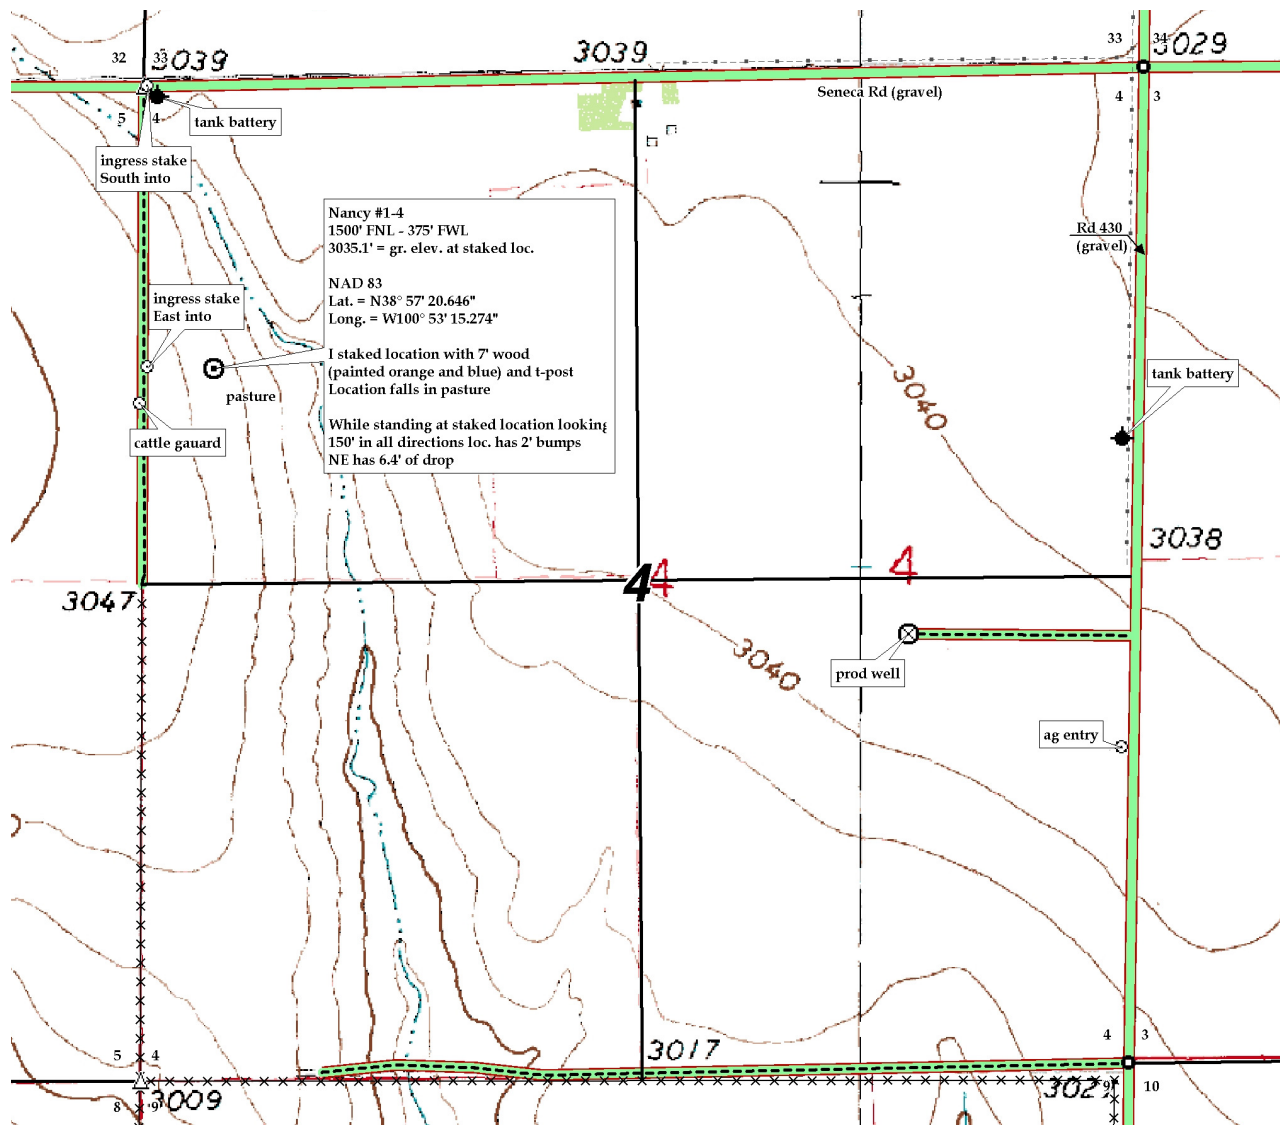 32 33
3039
3039
33 34
3029
Seneca Rd (gravel)
4 3
tank battery
5 4
ingress stake
South into
Nancy #1-4
1500' FNL - 375' FWL
3035.1' = gr. elev. at staked loc.
NAD 83
Lat. = N38° 57' 20.646"
Long. = W100° 53' 15.274"
I staked location with 7' wood
(painted orange and blue) and t-post
Location falls in pasture
While standing at staked location looking
150' in all directions loc. has 2' bumps
NE has 6.4' of drop
Rd 430
(gravel)
ingress stake
East into
pasture
cattle gauard
3040
tank battery
3038
4
4
4
3047
3040
prod well
ag entry
4 3
3017
5 4
8 9
3009
9 10